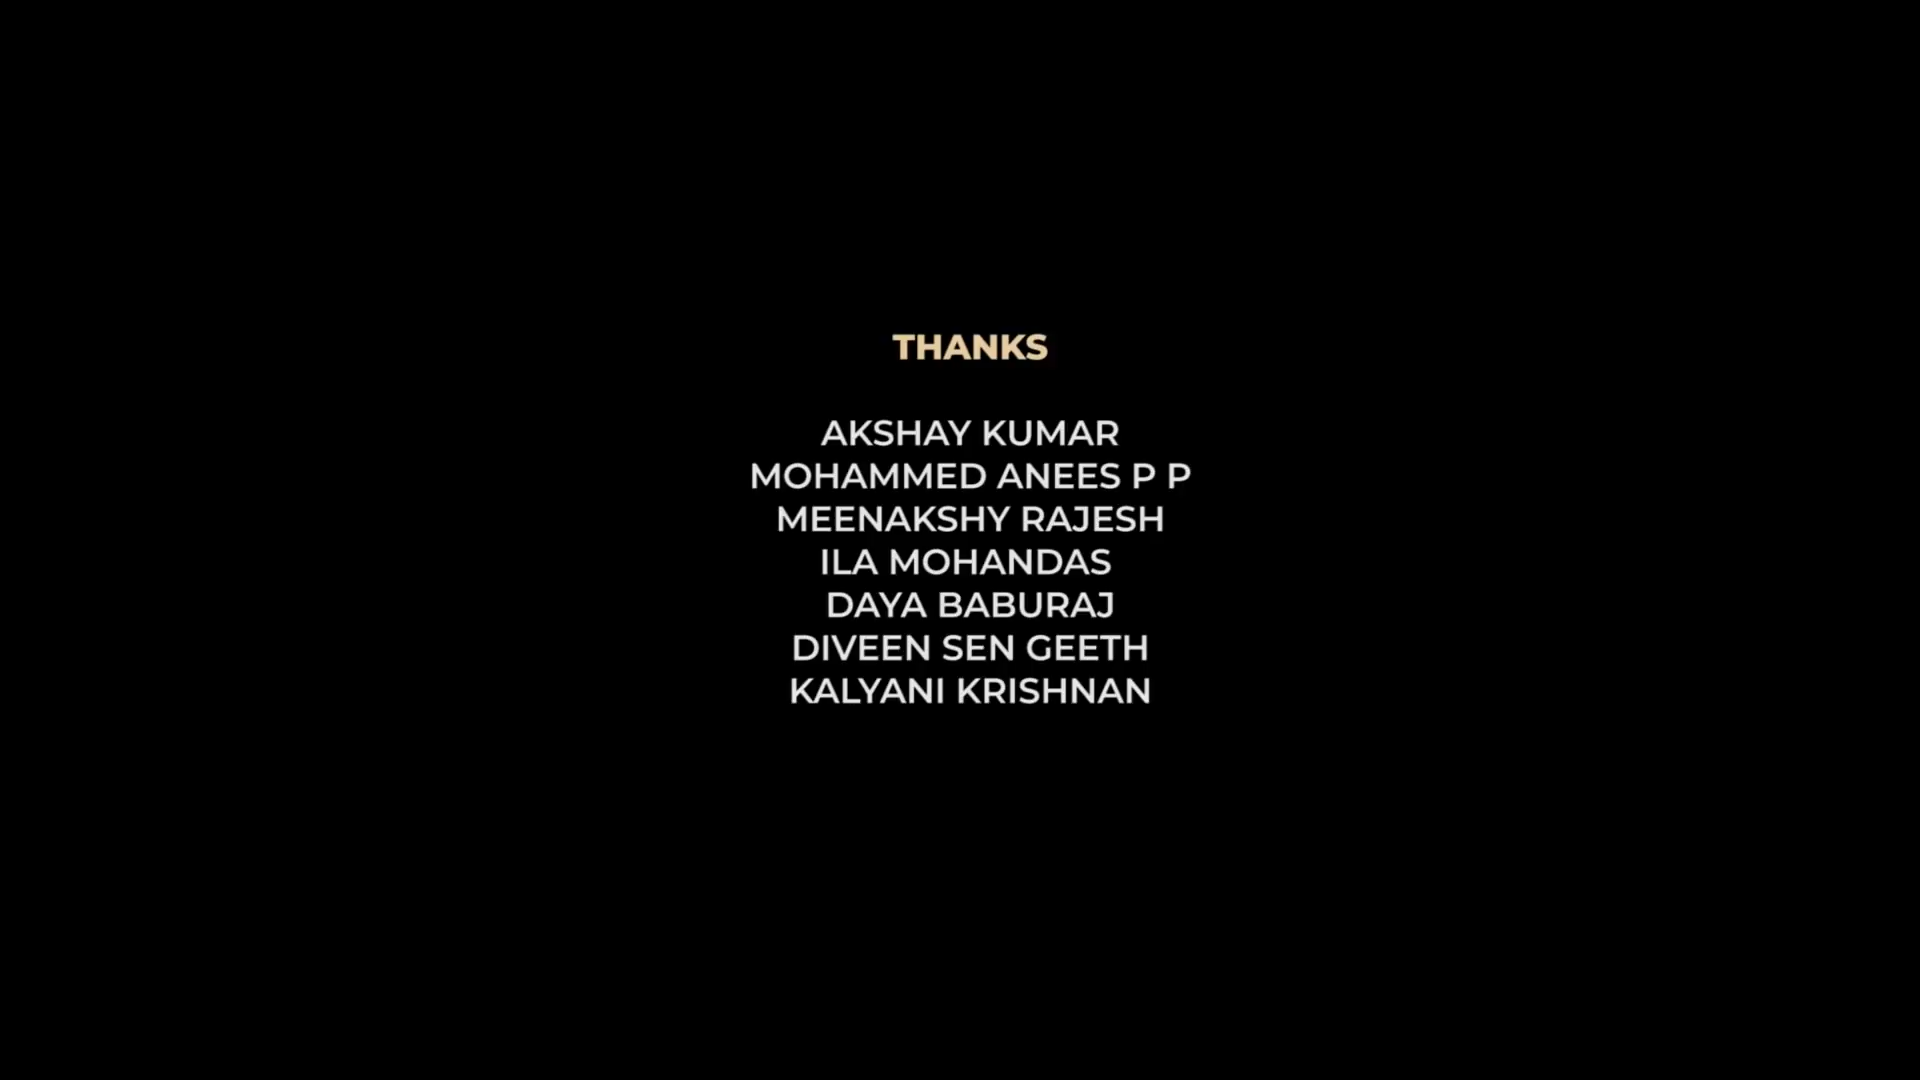 THANKS
AKSHAY KUMAR
MOHAMMED ANEES P P
MEENAKSHY RAJESH
ILA MOHANDAS
DAYA BABURAJ
DIVEEN SEN GEETH
KALYANI KRISHNAN